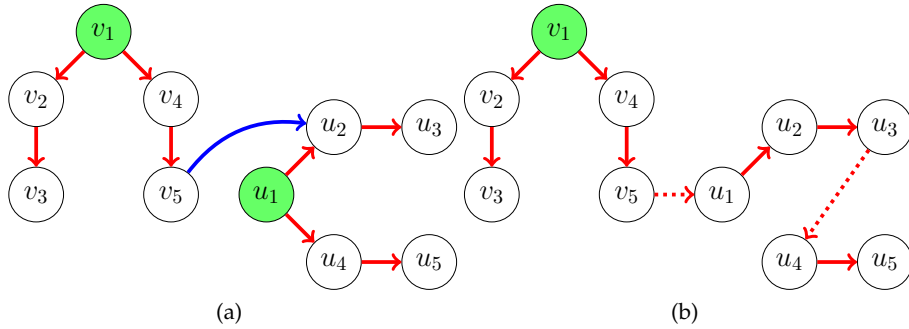 v₁ v₁
v₂ v₄ v₂ v₄
u₂ u₃ u₂ u₃
v₃ v₅ u₁ v₃ v₅ u₁
u₄ u₅ u₄ u₅
(a) (b)